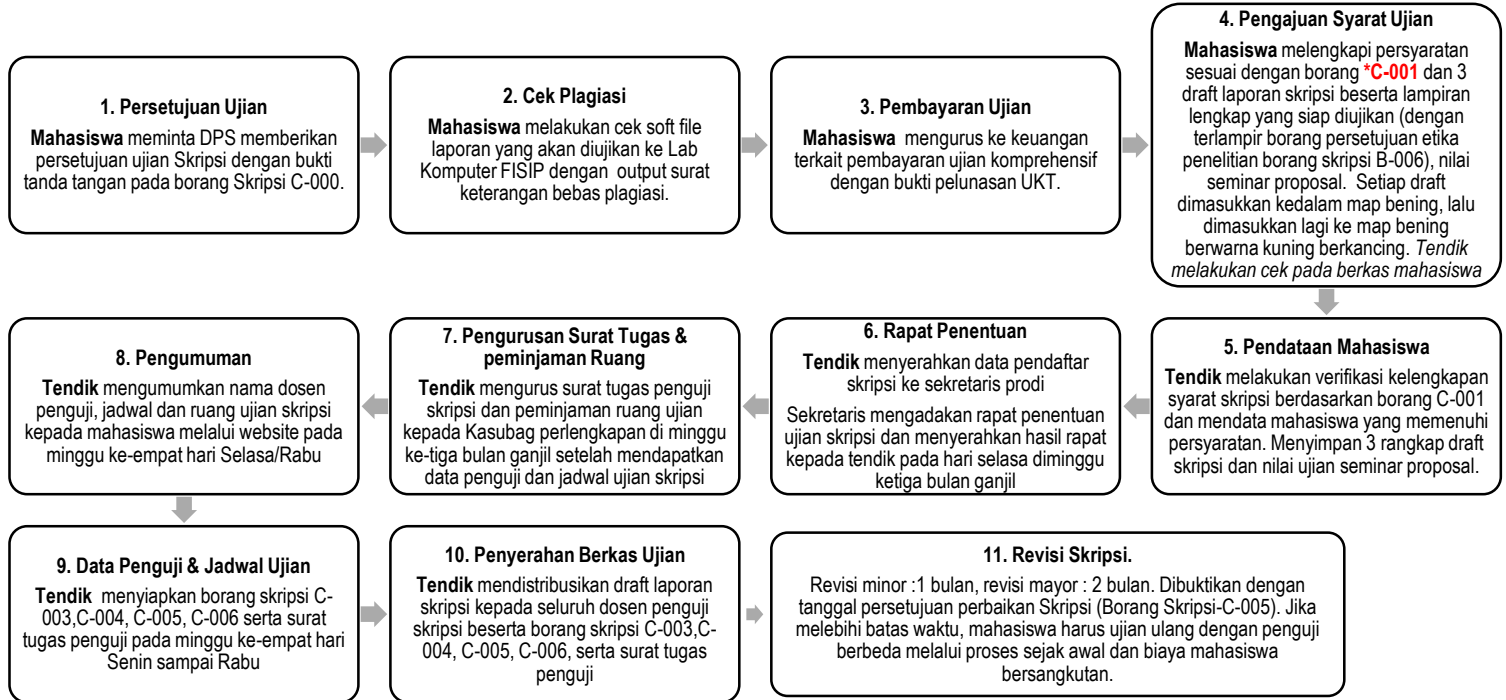 1. Persetujuan Ujian
Mahasiswa meminta DPS memberikan
persetujuan ujian Skripsi dengan bukti
tanda tangan pada borang Skripsi C-000.
2. Cek Plagiasi
Mahasiswa melakukan cek soft file
laporan yang akan diujikan ke Lab
Komputer FISIP dengan output surat
keterangan bebas plagiasi.
3. Pembayaran Ujian
Mahasiswa mengurus ke keuangan
terkait pembayaran ujian komprehensif
dengan bukti pelunasan UKT.
4. Pengajuan Syarat Ujian
Mahasiswa melengkapi persyaratan
sesuai dengan borang *C-001 dan 3
draft laporan skripsi beserta lampiran
lengkap yang siap diujikan (dengan
terlampir borang persetujuan etika
penelitian borang skripsi B-006), nilai
seminar proposal. Setiap draft
dimasukkan kedalam map bening, lalu
dimasukkan lagi ke map bening
berwarna kuning berkancing. Tendik
melakukan cek pada berkas mahasiswa
5. Pendataan Mahasiswa
Tendik melakukan verifikasi kelengkapan
syarat skripsi berdasarkan borang C-001
dan mendata mahasiswa yang memenuhi
persyaratan. Menyimpan 3 rangkap draft
skripsi dan nilai ujian seminar proposal.
6. Rapat Penentuan
Tendik menyerahkan data pendaftar
skripsi ke sekretaris prodi
Sekretaris mengadakan rapat penentuan
ujian skripsi dan menyerahkan hasil rapat
kepada tendik pada hari selasa diminggu
ketiga bulan ganjil
7. Pengurusan Surat Tugas &
peminjaman Ruang
Tendik mengurus surat tugas penguji
skripsi dan peminjaman ruang ujian
kepada Kasubag perlengkapan di minggu
ke-tiga bulan ganjil setelah mendapatkan
data penguji dan jadwal ujian skripsi
8. Pengumuman
Tendik mengumumkan nama dosen
penguji, jadwal dan ruang ujian skripsi
kepada mahasiswa melalui website pada
minggu ke-empat hari Selasa/Rabu
9. Data Penguji & Jadwal Ujian
Tendik menyiapkan borang skripsi C-
003,C-004, C-005, C-006 serta surat
tugas penguji pada minggu ke-empat hari
Senin sampai Rabu
10. Penyerahan Berkas Ujian
Tendik mendistribusikan draft laporan
skripsi kepada seluruh dosen penguji
skripsi beserta borang skripsi C-003,C-
004, C-005, C-006, serta surat tugas
penguji
11. Revisi Skripsi.
Revisi minor :1 bulan, revisi mayor : 2 bulan. Dibuktikan dengan
tanggal persetujuan perbaikan Skripsi (Borang Skripsi-C-005). Jika
melebihi batas waktu, mahasiswa harus ujian ulang dengan penguji
berbeda melalui proses sejak awal dan biaya mahasiswa
bersangkutan.